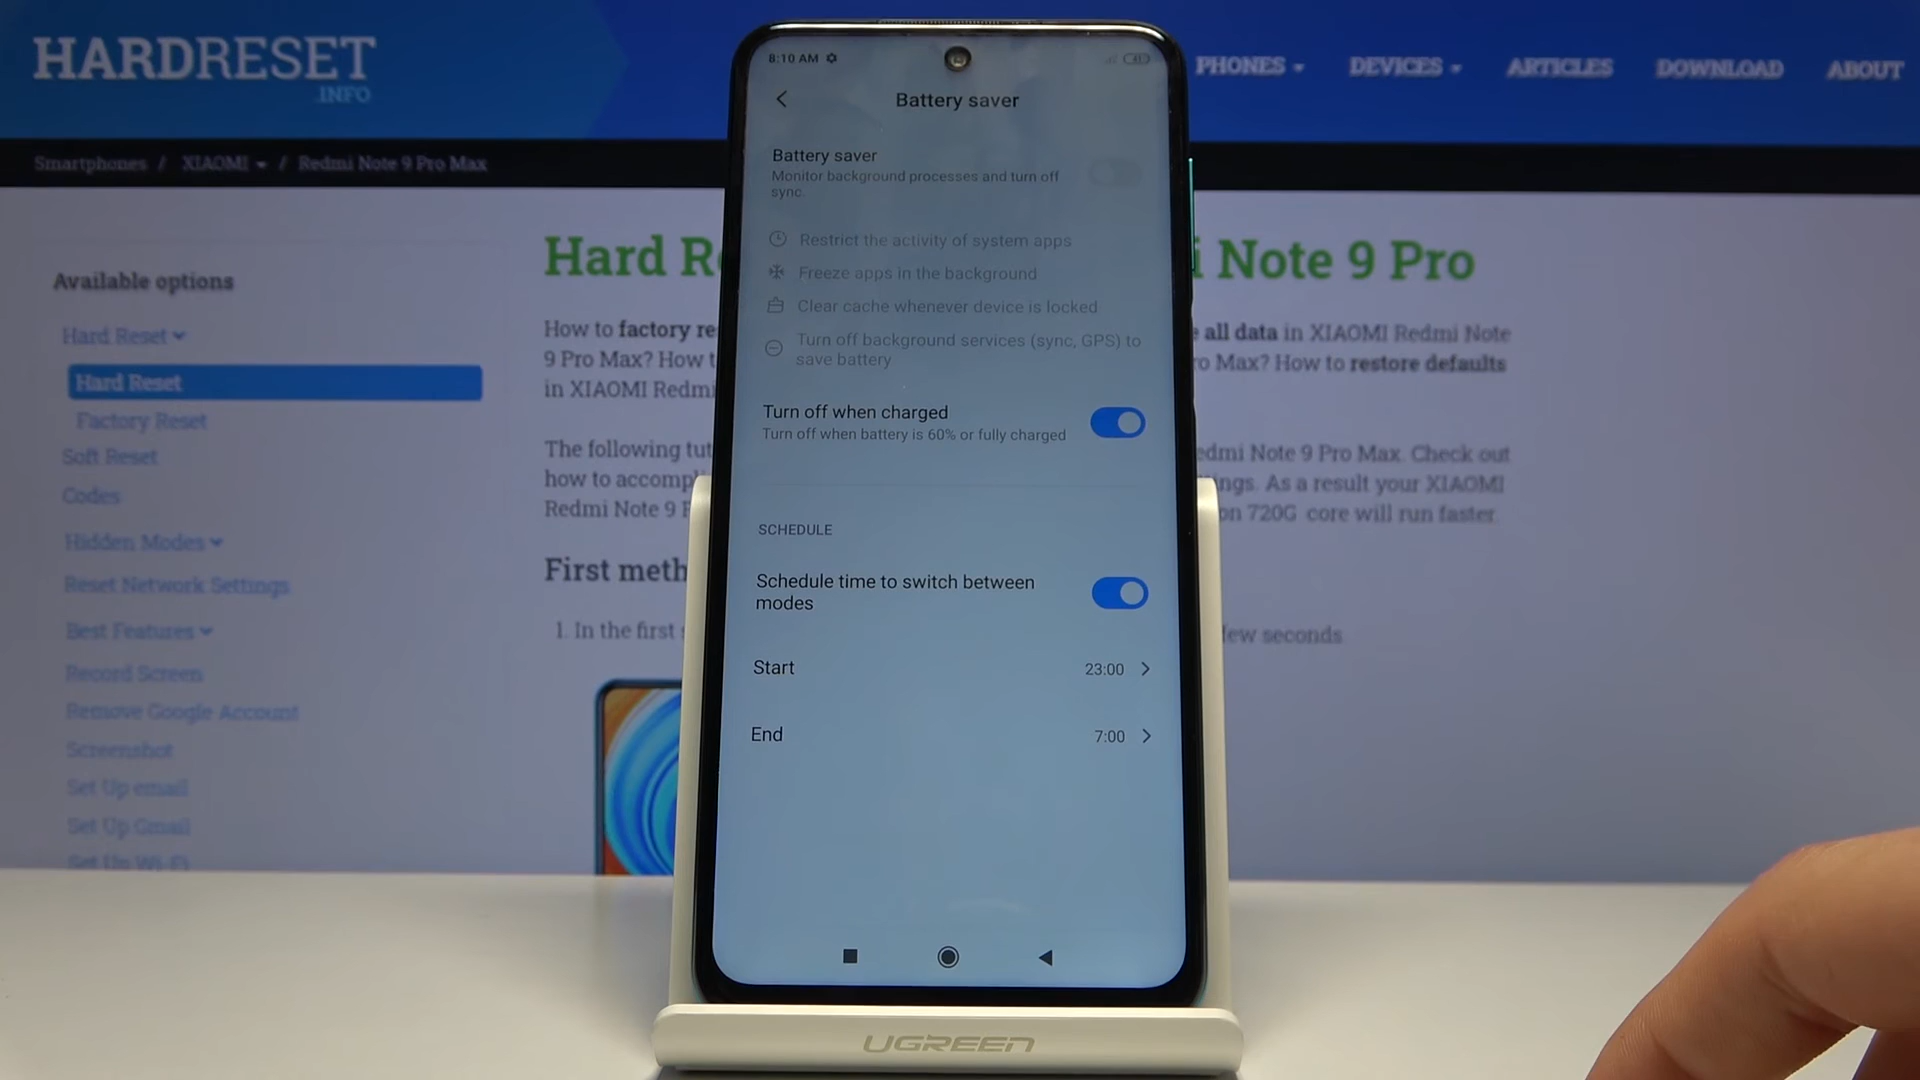 HARDRESET
.INFO
PHONES
DEVICES
ARTICLES
DOWNLOAD
ABOUT
Smartphones / XIAOMI / Redmi Note 9 Pro Max
Available options
Hard Reset
Hard Reset
Factory Reset
Soft Reset
Codes
Hidden Modes
Reset Network Settings
Best Features
Record Screen
Remove Google Account
Screenshot
Set Up email
Set Up Gmail
Set Up Wi-Fi
Hard R
i Note 9 Pro
How to factory re
all data in XIAOMI Redmi Note
9 Pro Max? How t
ro Max? How to restore defaults
in XIAOMI Redmi
The following tut
edmi Note 9 Pro Max. Check out
how to accomp
ngs. As a result your XIAOMI
Redmi Note 9 P
on 720G core will run faster.
First meth
1. In the first
few seconds
8:10 AM
Battery saver
Battery saver
Monitor background processes and turn off
sync.
Restrict the activity of system apps
Freeze apps in the background
Clear cache whenever device is locked
Turn off background services (sync, GPS) to
save battery
Turn off when charged
Turn off when battery is 60% or fully charged
SCHEDULE
Schedule time to switch between
modes
Start 23:00
End 7:00
UGREEN